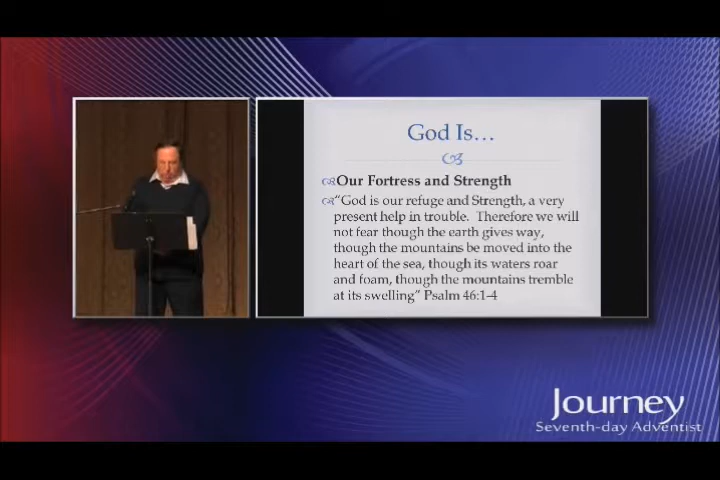 God Is…
Our Fortress and Strength
“God is our refuge and Strength, a very
present help in trouble. Therefore we will
not fear though the earth gives way,
though the mountains be moved into the
heart of the sea, though its waters roar
and foam, though the mountains tremble
at its swelling” Psalm 46:1-4
Journey
Seventh-day Adventist